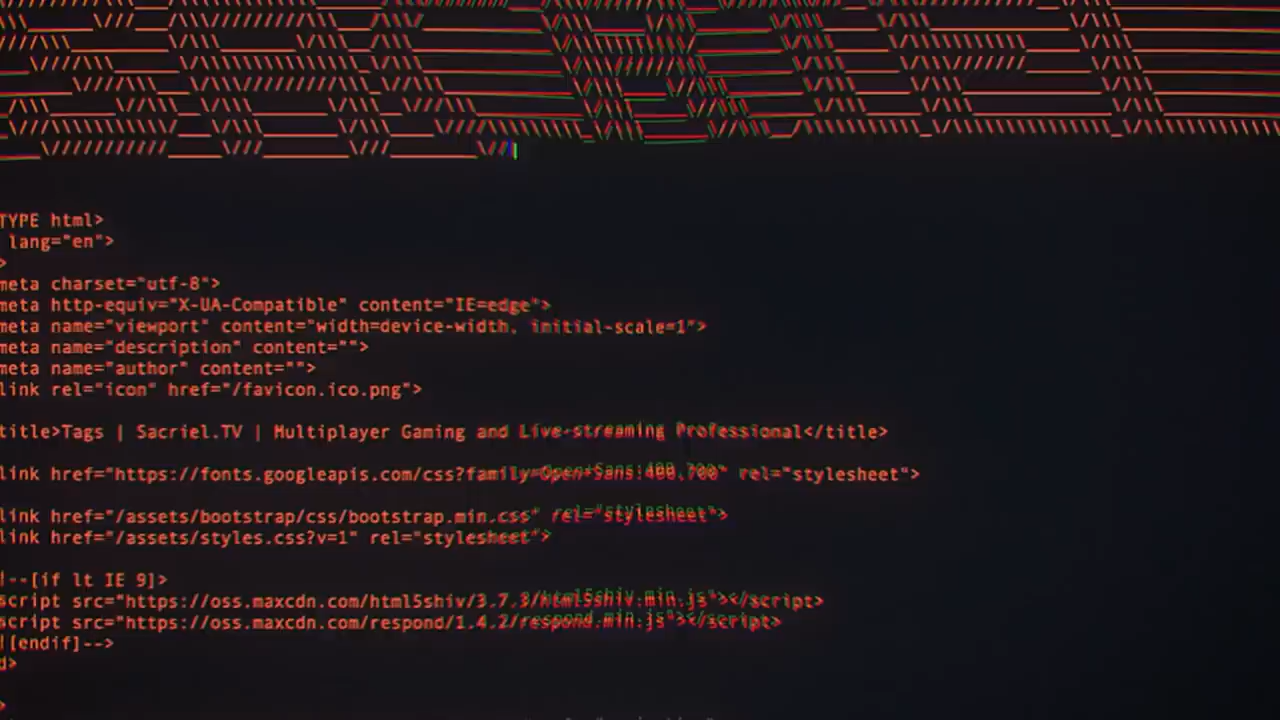 TYPE html>
lang="en">
>
meta charset="utf-8">
meta http-equiv="X-UA-Compatible" content="IE=edge">
meta name="viewport" content="width=device-width, initial-scale=1">
meta name="description" content="">
meta name="author" content="">
link rel="icon" href="/favicon.ico.png">
title>Tags | Sacriel.TV | Multiplayer Gaming and Live-streaming Professional</title>
link href="https://fonts.googleapis.com/css?family=Open+Sans:400,700" rel="stylesheet">
link href="/assets/bootstrap/css/bootstrap.min.css" rel="stylesheet">
link href="/assets/styles.css?v=1" rel="stylesheet">
!--[if lt IE 9]>
script src="https://oss.maxcdn.com/html5shiv/3.7.3/html5shiv.min.js"></script>
script src="https://oss.maxcdn.com/respond/1.4.2/respond.min.js"></script>
![endif]-->
d>
>